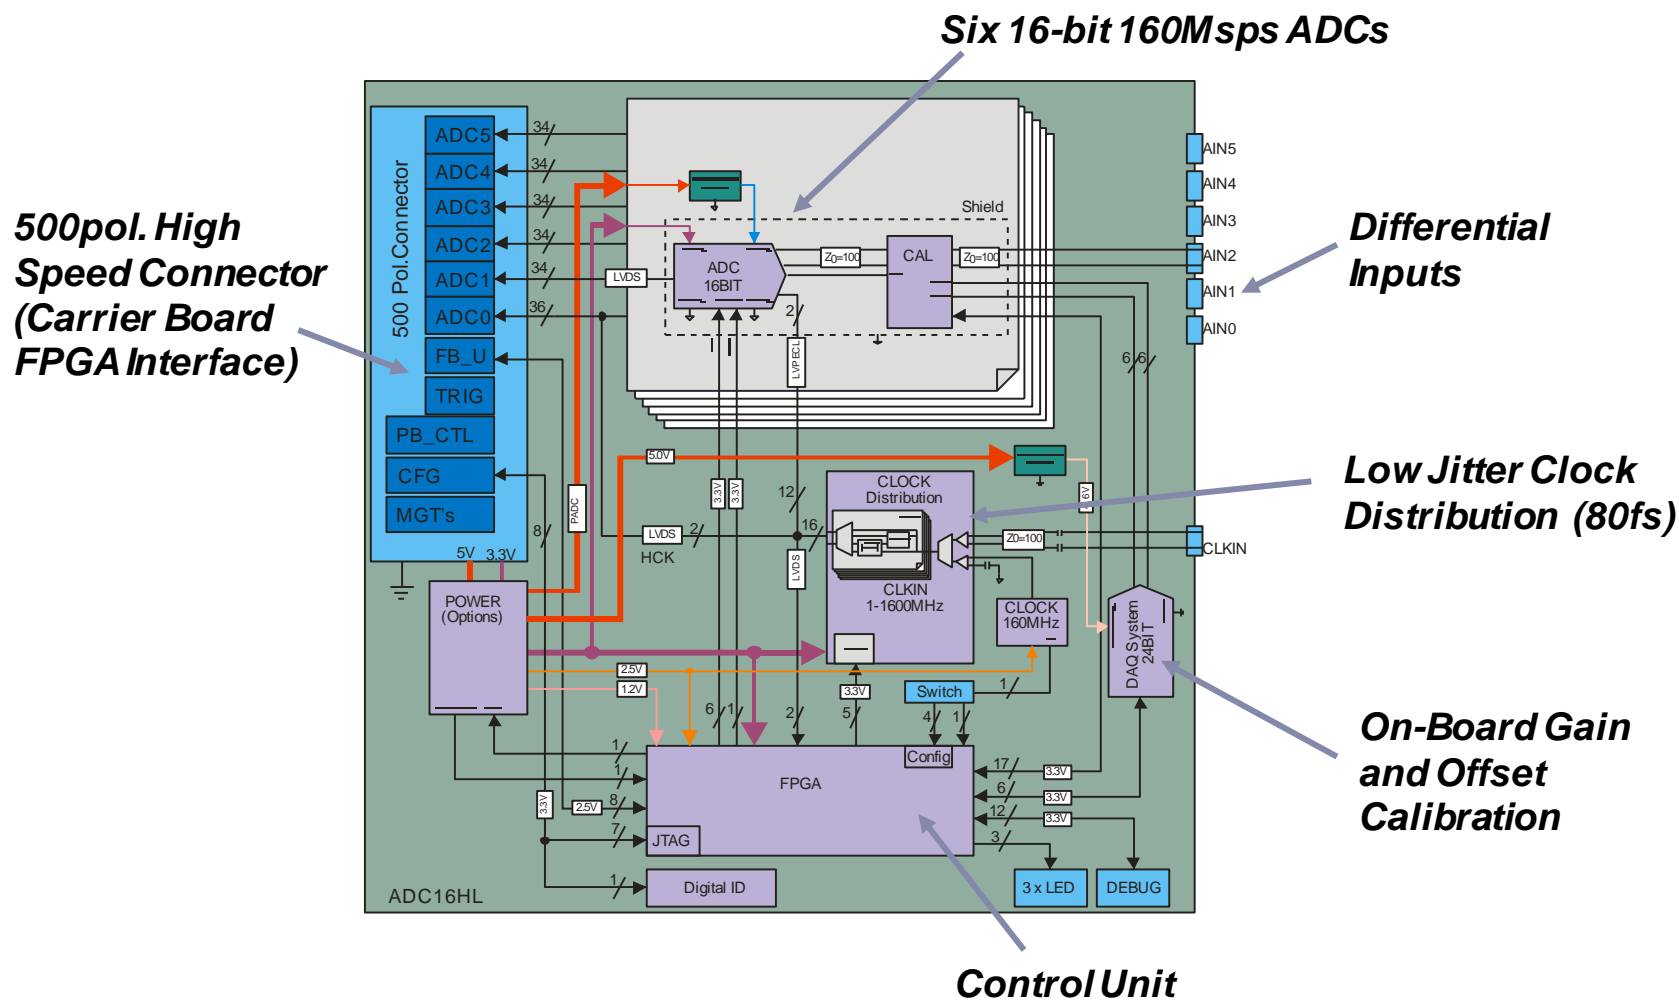 Six 16-bit 160Msps ADCs
500pol. High
Speed Connector
(Carrier Board
FPGA Interface)
Differential
Inputs
Low Jitter Clock
Distribution (80fs)
On-Board Gain
and Offset
Calibration
Control Unit
500 Pol.Connector
ADC5
ADC4
ADC3
ADC2
ADC1
ADC0
FB_U
TRIG
PB_CTL
CFG
MGT's
34
34
34
34
34
36
LVDS
Shield
ADC
16BIT
Z0=100
CAL
Z0=100
2
LVPECL
AIN5
AIN4
AIN3
AIN2
AIN1
AIN0
6
6
5.0V
PADC
3.3V
3.3V
12
8
LVDS
HCK
2
16
LVDS
CLOCK
Distribution
CLKIN
1-1600MHz
Z0=100
CLKIN
5V
3.3V
POWER
(Options)
CLOCK
160MHz
DAQ System
24BIT
2.5V
1.2V
3.3V
Switch
1
6
1
2
5
4
1
1
1
3.3V
2.5V
8
7
JTAG
FPGA
Config
17
3.3V
6
3.3V
12
3.3V
3
1
Digital ID
3 x LED
DEBUG
ADC16HL